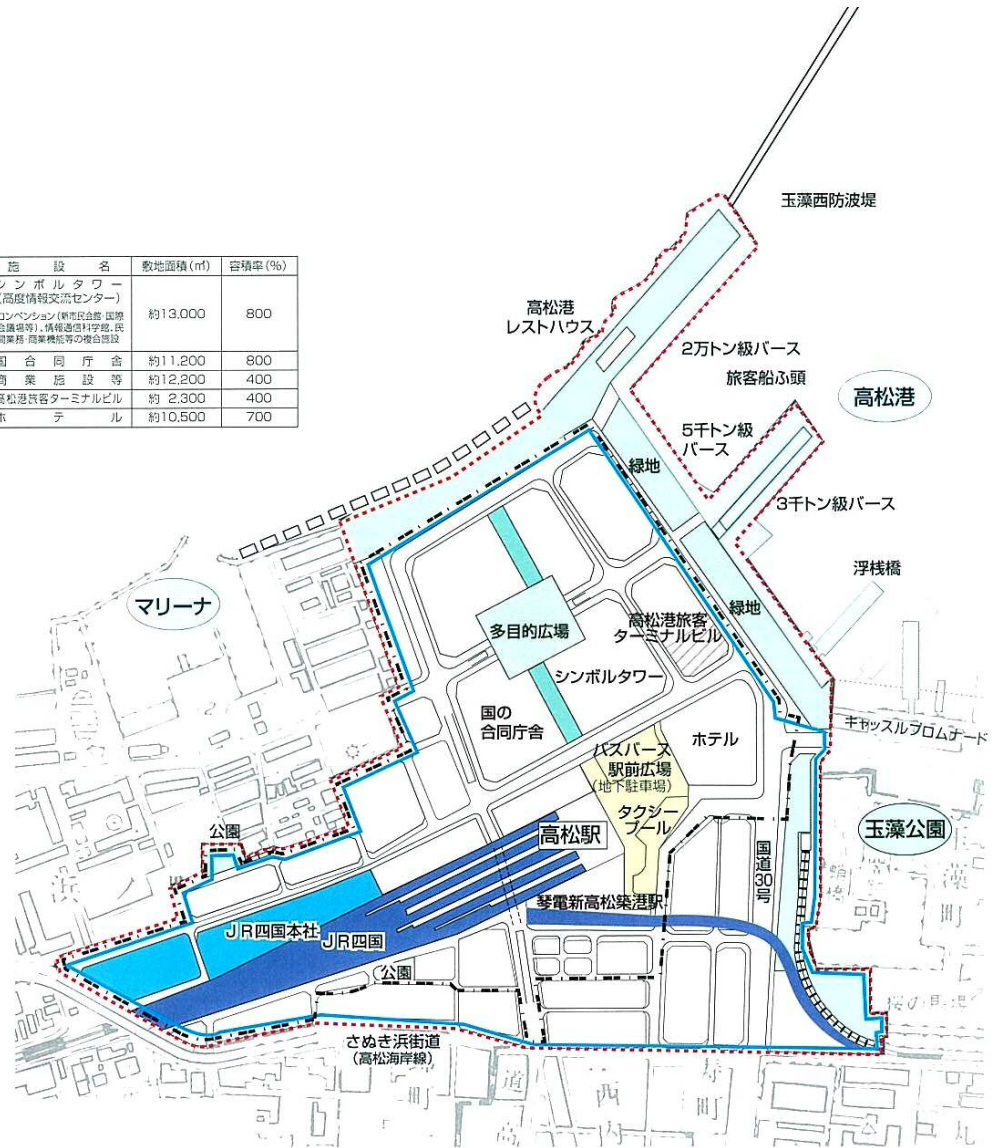 施設名 敷地面積(㎡) 容積率(%)
シンボルタワー
(高度情報交流センター)
コンベンション(新市民会館・国際
会議場等)、情報通信科学館、民
間業務・商業機能等の複合施設
約13,000 800
国合同庁舎 約11,200 800
商業施設等 約12,200 400
高松港旅客ターミナルビル 約 2,300 400
ホテル 約10,500 700
玉藻西防波堤
高松港
レストハウス
2万トン級バース
旅客船ふ頭
高松港
5千トン級
バース
緑地
3千トン級バース
浮桟橋
マリーナ
緑地
高松港旅客
ターミナルビル
多目的広場
シンボルタワー
国の
合同庁舎
キャッスルプロムナード
ホテル
バスバース
駅前広場
(地下駐車場)
タクシー
プール
公園
高松駅
玉藻公園
国道30号
琴電新高松築港駅
JR四国本社
JR四国
公園
さぬき浜街道
(高松海岸線)
浜ノ
町
道
西
内
町
寿
町